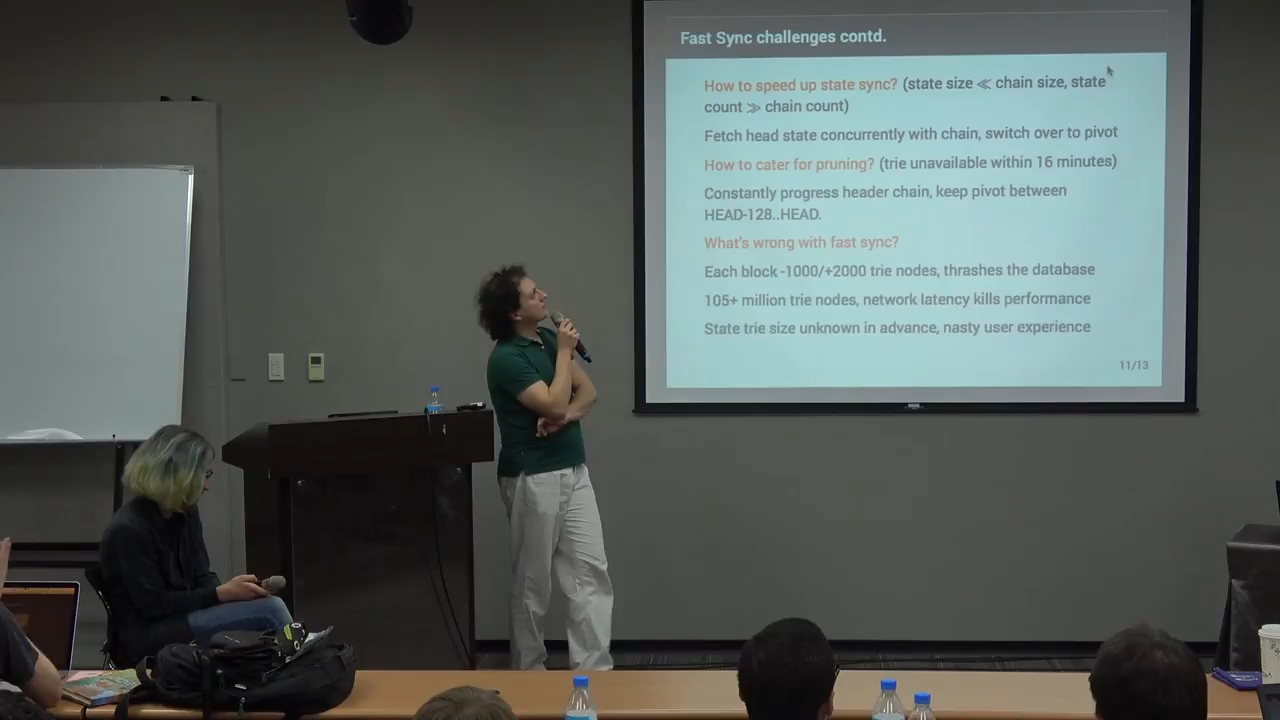 Fast Sync challenges contd.
How to speed up state sync? (state size ≪ chain size, state
count ≫ chain count)
Fetch head state concurrently with chain, switch over to pivot
How to cater for pruning? (trie unavailable within 16 minutes)
Constantly progress header chain, keep pivot between
HEAD-128..HEAD.
What's wrong with fast sync?
Each block -1000/+2000 trie nodes, thrashes the database
105+ million trie nodes, network latency kills performance
State trie size unknown in advance, nasty user experience
11/13